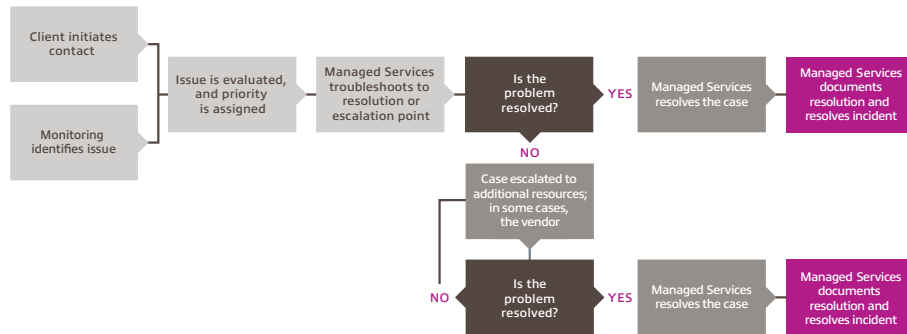 Client initiates
contact
Monitoring
identifies issue
Issue is evaluated,
and priority
is assigned
Managed Services
troubleshoots to
resolution or
escalation point
Is the
problem
resolved?
YES
Managed Services
resolves the case
Managed Services
documents
resolution and
resolves incident
NO
Case escalated to
additional resources;
in some cases,
the vendor
NO
Is the
problem
resolved?
YES
Managed Services
resolves the case
Managed Services
documents
resolution and
resolves incident